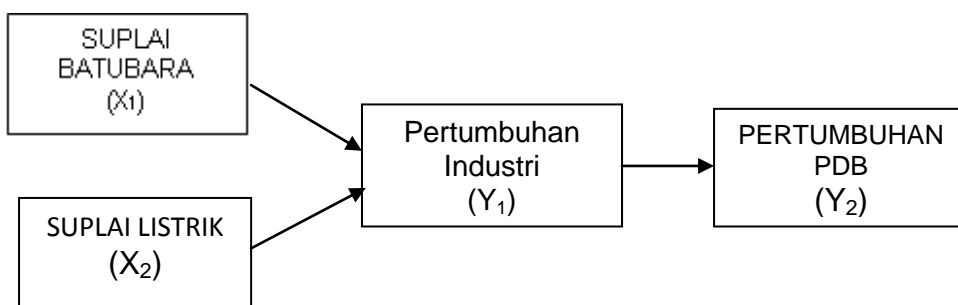 SUPLAI
BATUBARA
(X1)
Pertumbuhan
Industri
(Y1)
PERTUMBUHAN
PDB
(Y2)
SUPLAI LISTRIK
(X2)